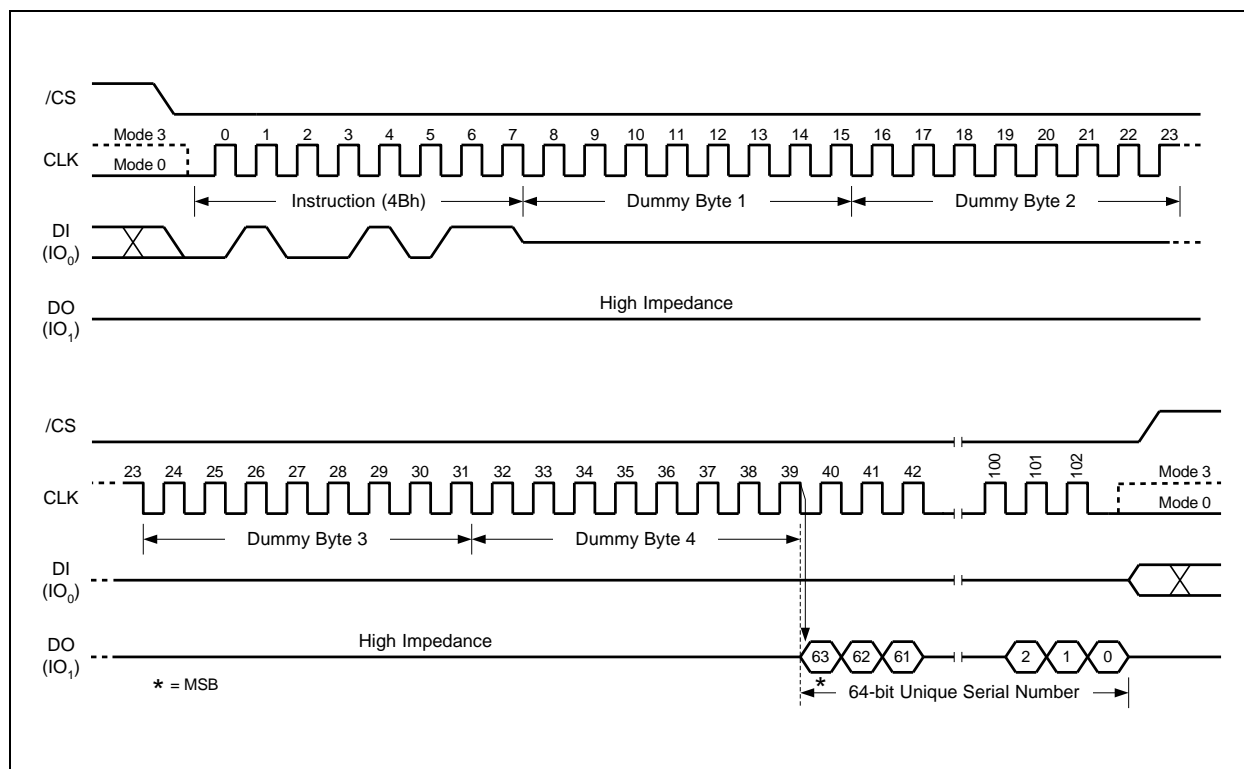 /CS
Mode 3
0 1 2 3 4 5 6 7 8 9 10 11 12 13 14 15 16 17 18 19 20 21 22 23
CLK
Mode 0
Instruction (4Bh) Dummy Byte 1 Dummy Byte 2
DI
(IO0)
High Impedance
DO
(IO1)
/CS
23 24 25 26 27 28 29 30 31 32 33 34 35 36 37 38 39 40 41 42 100 101 102
Mode 3
CLK
Mode 0
Dummy Byte 3 Dummy Byte 4
DI
(IO0)
High Impedance
DO
(IO1)
63 62 61 2 1 0
* = MSB
*
64-bit Unique Serial Number